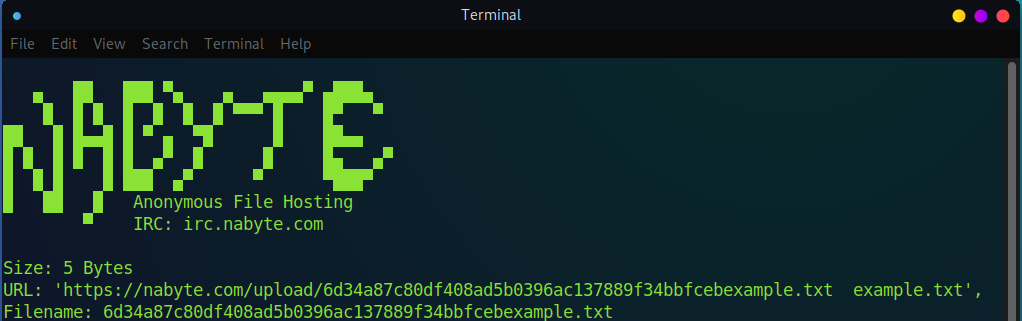 Terminal
File Edit View Search Terminal Help
NABYTE
Anonymous File Hosting
IRC: irc.nabyte.com
Size: 5 Bytes
URL: 'https://nabyte.com/upload/6d34a87c80df408ad5b0396ac137889f34bbfcebexample.txt  example.txt',
Filename: 6d34a87c80df408ad5b0396ac137889f34bbfcebexample.txt